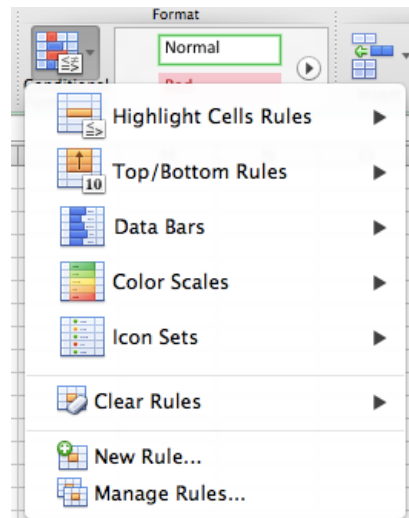 Format
Normal
Highlight Cells Rules
10
Top/Bottom Rules
Data Bars
Color Scales
Icon Sets
Clear Rules
New Rule...
Manage Rules...